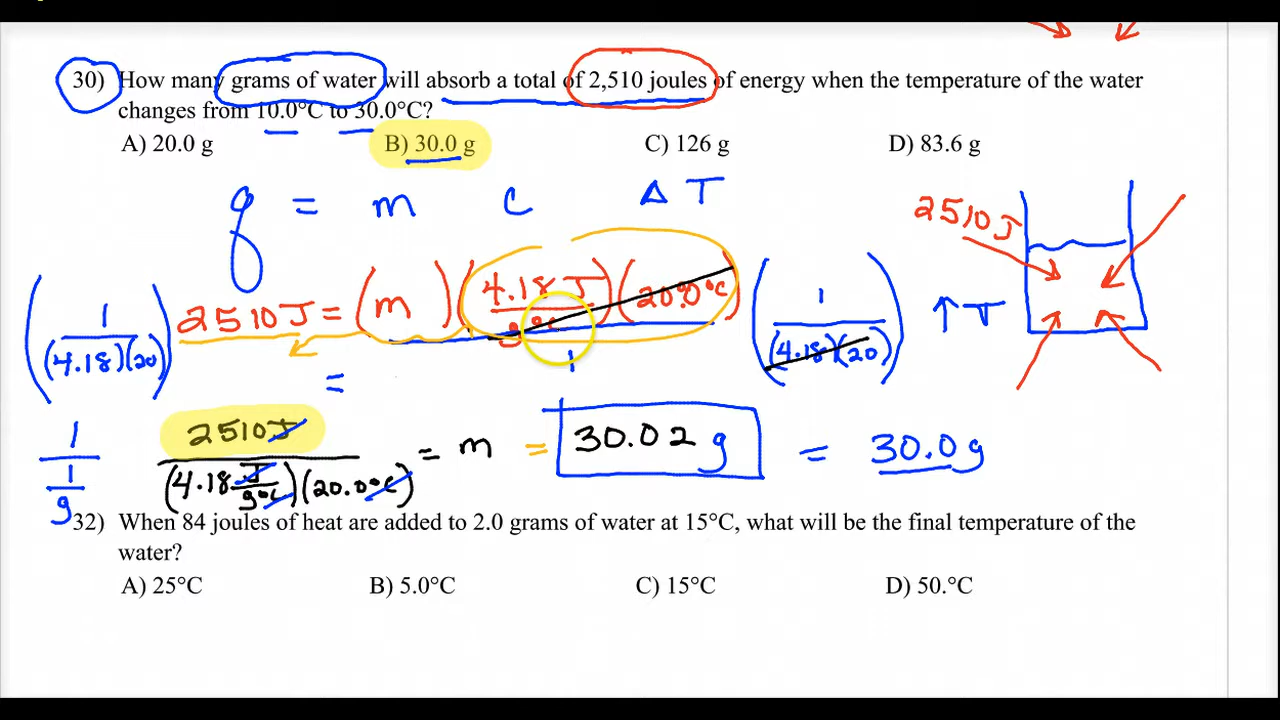 30) How many grams of water will absorb a total of 2,510 joules of energy when the temperature of the water
changes from 10.0°C to 30.0°C?
A) 20.0 g B) 30.0 g C) 126 g D) 83.6 g
q = m c Δ T
2510 J
(1/(4.18)(20)) 2510 J = (m) (4.18 J/g°C) (20.0°C) (1/(4.18)(20)) ↑T
= 1
1/(1/g) 2510 J/((4.18 J/g°C)(20.0°C)) = m = 30.02 g = 30.0 g
32) When 84 joules of heat are added to 2.0 grams of water at 15°C, what will be the final temperature of the
water?
A) 25°C B) 5.0°C C) 15°C D) 50.°C